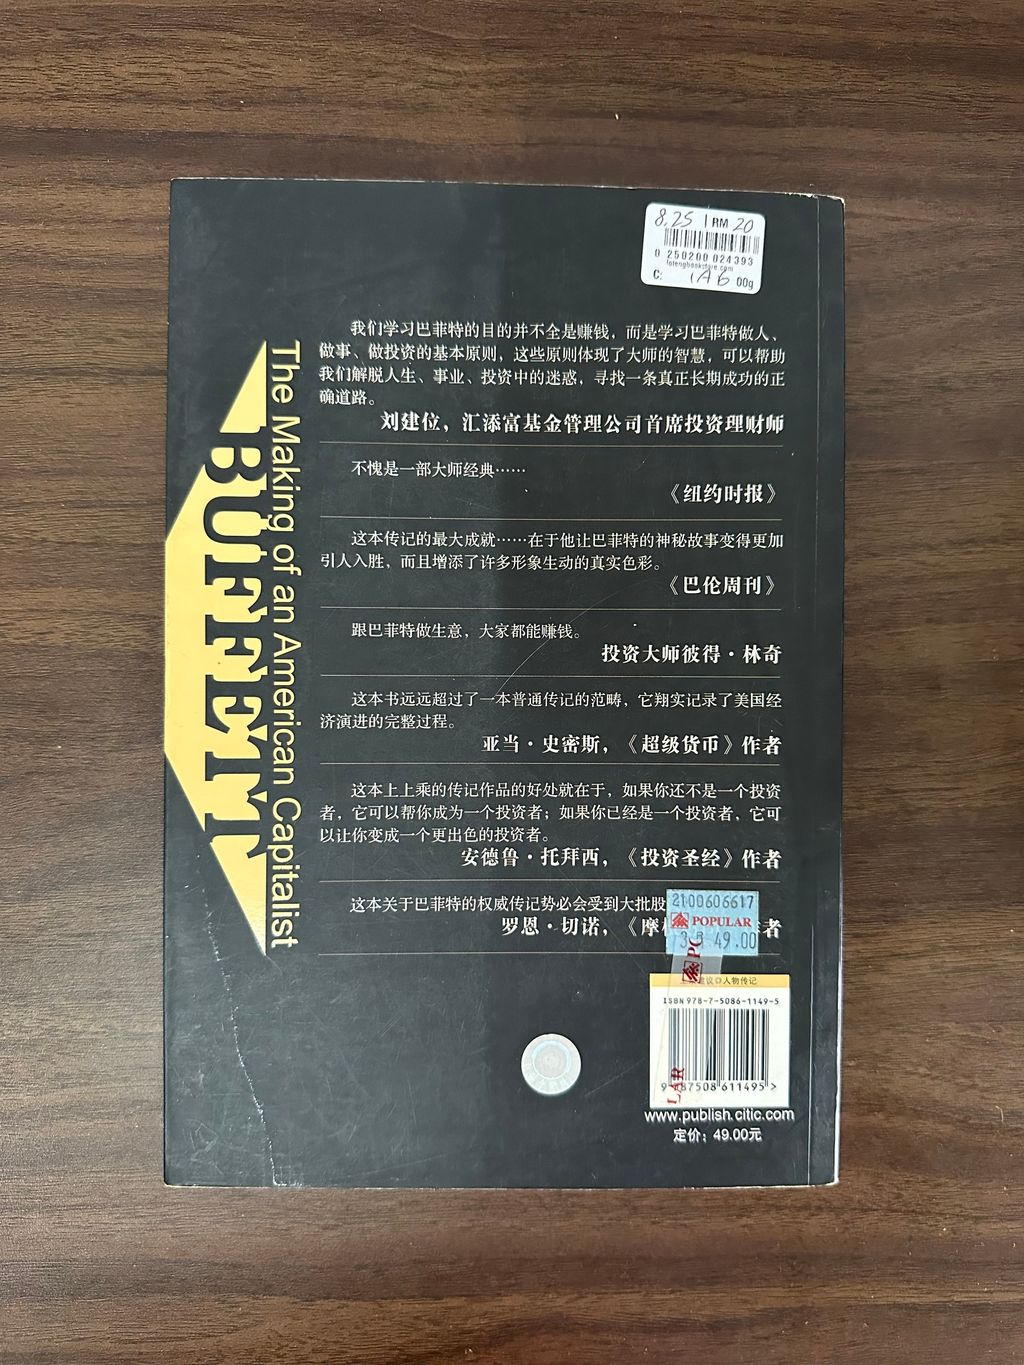 8.25 RM 20
0 250200 024393
C: 1A6 00g
我们学习巴菲特的目的并不全是赚钱，而是学习巴菲特做人、
做事、做投资的基本原则，这些原则体现了大师的智慧，可以帮助
我们解脱人生、事业、投资中的迷惑，寻找一条真正长期成功的正
确道路。
刘建位，汇添富基金管理公司首席投资理财师
不愧是一部大师经典……
《纽约时报》
这本传记的最大成就……在于他让巴菲特的神秘故事变得更加
引人入胜，而且增添了许多形象生动的真实色彩。
《巴伦周刊》
跟巴菲特做生意，大家都能赚钱。
投资大师彼得·林奇
这本书远远超过了一本普通传记的范畴，它翔实记录了美国经
济演进的完整过程。
亚当·史密斯，《超级货币》作者
这本上上乘的传记作品的好处就在于，如果你还不是一个投资
者，它可以帮你成为一个投资者；如果你已经是一个投资者，它可
以让你变成一个更出色的投资者。
安德鲁·托拜西，《投资圣经》作者
这本关于巴菲特的权威传记势必会受到大批股
罗恩·切诺，《摩 者
2100606617
POPULAR
49.00
建议◎人物传记
ISBN 978-7-5086-1149-5
9 787508 611495 >
LAR
www.publish.citic.com
定价：49.00元
The Making of an American Capitalist
BUFFETT